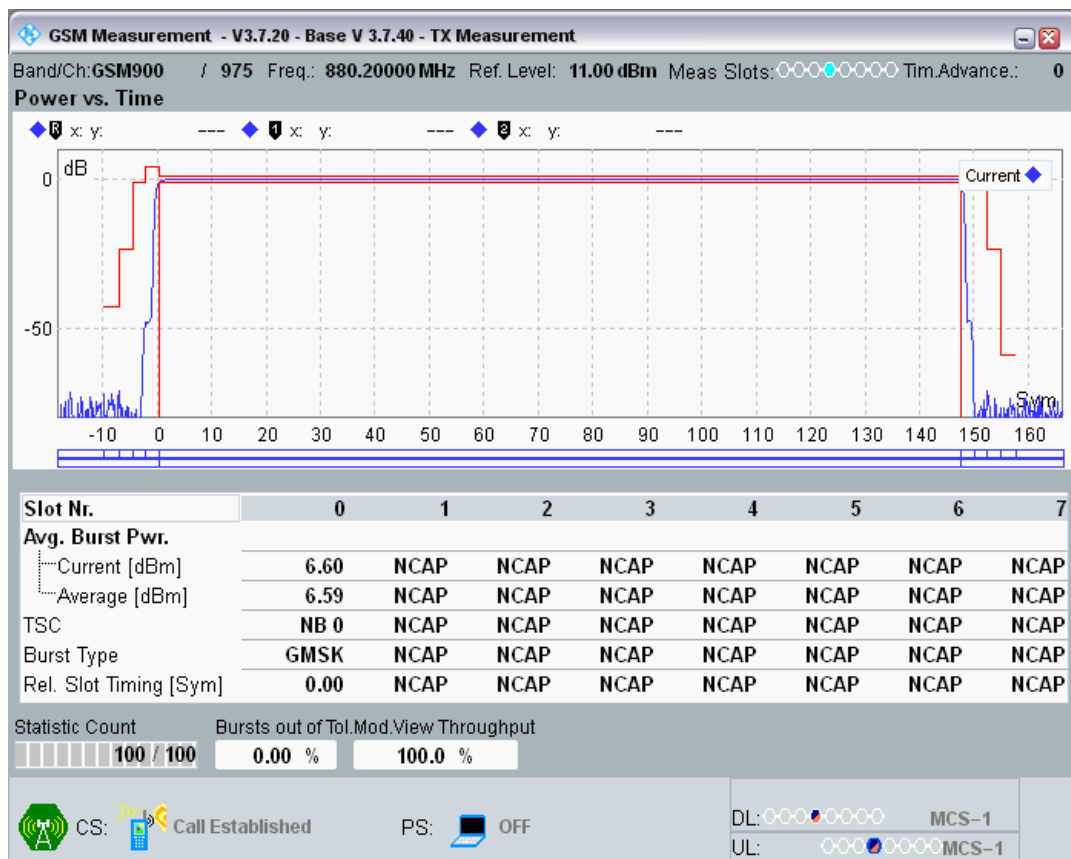 GSM Measurement - V3.7.20 - Base V 3.7.40 - TX Measurement
Band/Ch:GSM900 / 975 Freq.: 880.20000 MHz Ref. Level: 11.00 dBm Meas Slots: Tim.Advance.: 0
Power vs. Time
R x: y: --- 1 x: y: --- 2 x: y: ---
dB
Current
0
-50
Sym
-10 0 10 20 30 40 50 60 70 80 90 100 110 120 130 140 150 160
Slot Nr. 0 1 2 3 4 5 6 7
Avg. Burst Pwr.
Current [dBm] 6.60 NCAP NCAP NCAP NCAP NCAP NCAP NCAP
Average [dBm] 6.59 NCAP NCAP NCAP NCAP NCAP NCAP NCAP
TSC NB 0 NCAP NCAP NCAP NCAP NCAP NCAP NCAP
Burst Type GMSK NCAP NCAP NCAP NCAP NCAP NCAP NCAP
Rel. Slot Timing [Sym] 0.00 NCAP NCAP NCAP NCAP NCAP NCAP NCAP
Statistic Count Bursts out of Tol. Mod.View Throughput
100 / 100 0.00 % 100.0 %
CS: Call Established PS: OFF
DL: MCS-1
UL: MCS-1